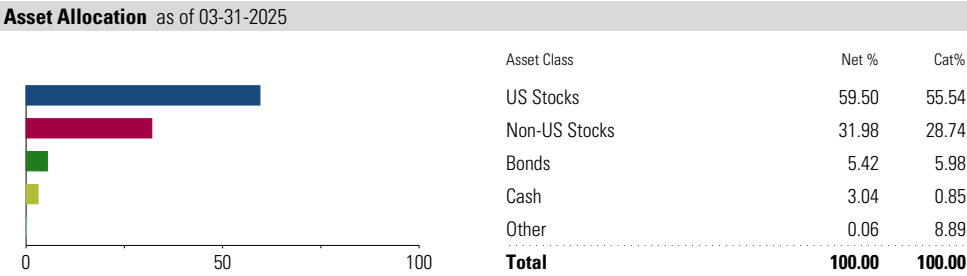 Asset Allocation as of 03-31-2025
Asset Class Net % Cat%
US Stocks 59.50 55.54
Non-US Stocks 31.98 28.74
Bonds 5.42 5.98
Cash 3.04 0.85
Other 0.06 8.89
Total 100.00 100.00
0 50 100